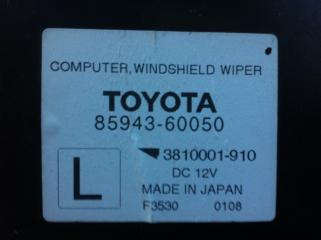 COMPUTER, WINDSHIELD WIPER
TOYOTA
85943-60050
3810001-910
DC 12V
L
MADE IN JAPAN
F3530 0108